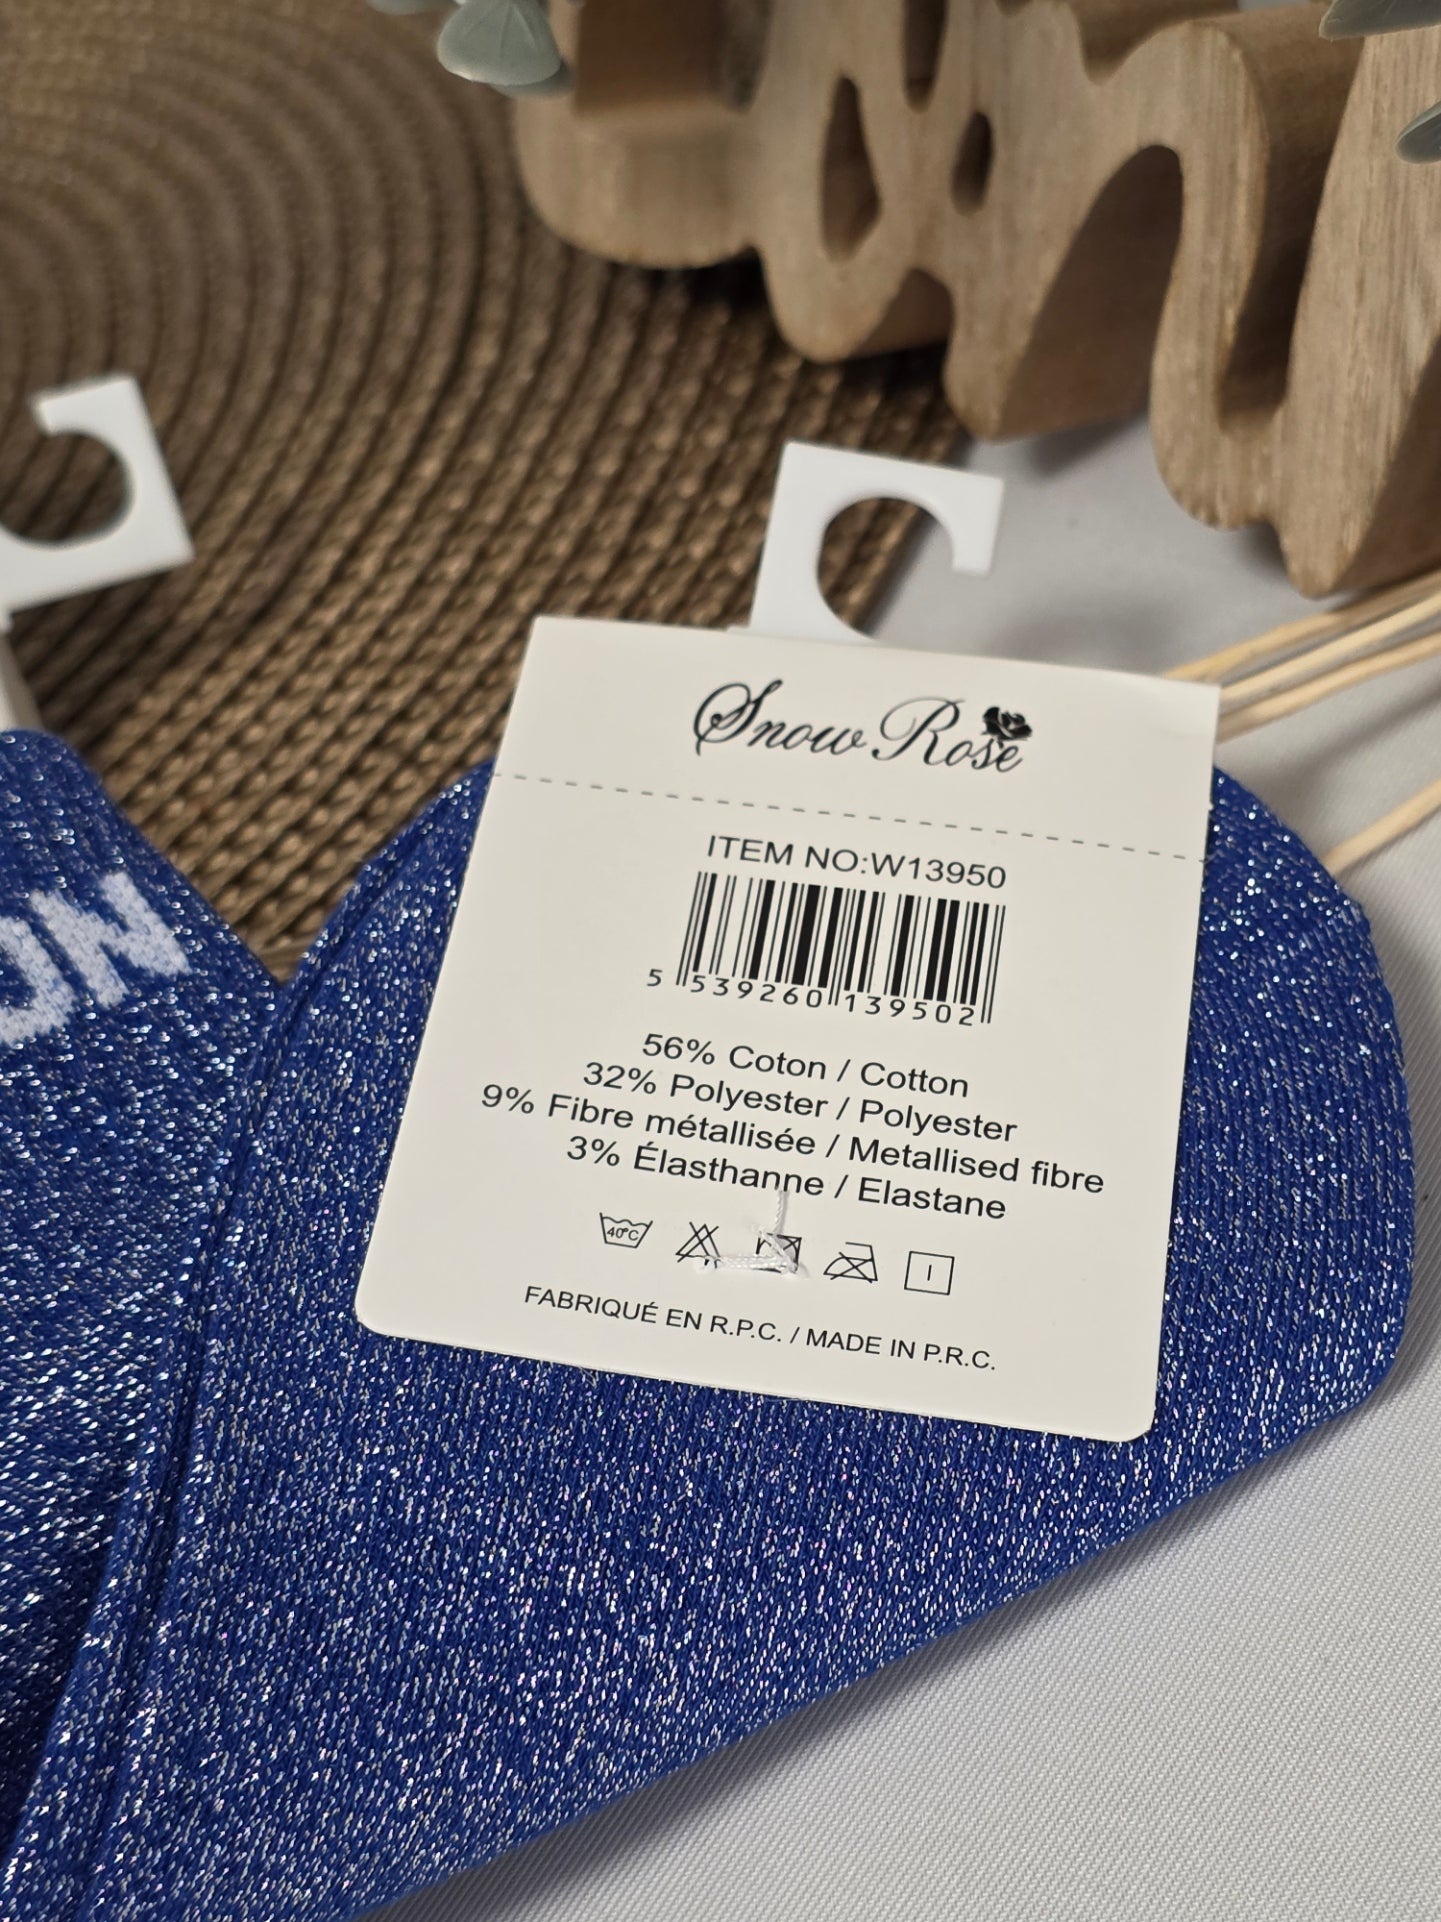 Snow Rose
ITEM NO:W13950
5 539260 139502
56% Coton / Cotton
32% Polyester / Polyester
9% Fibre métallisée / Metallised fibre
3% Élasthanne / Elastane
40°C
FABRIQUÉ EN R.P.C. / MADE IN P.R.C.
ON